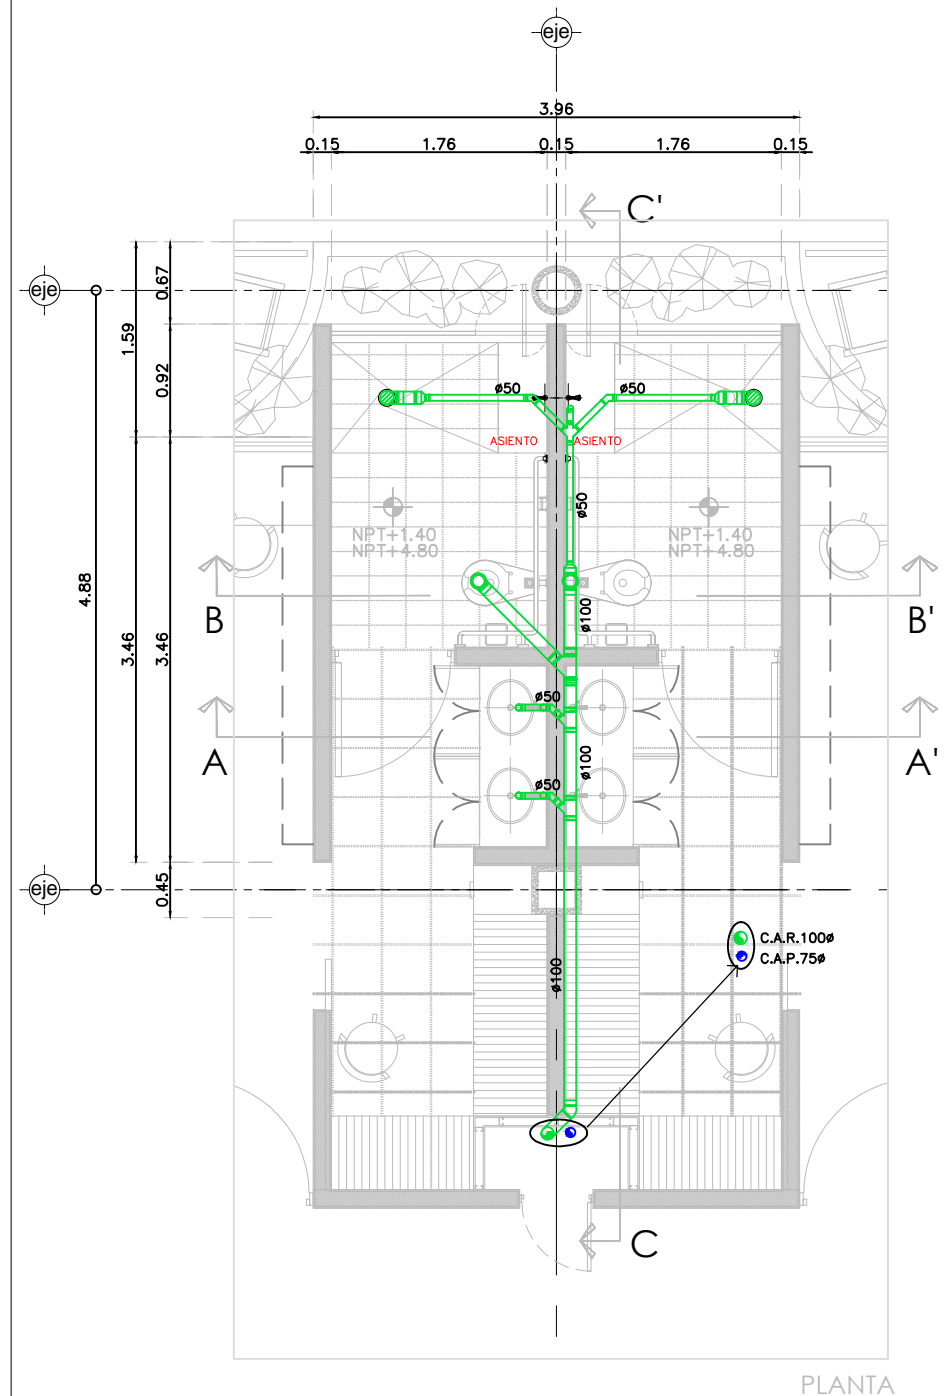 eje
3.96
0.15
1.76
0.15
1.76
0.15
C'
eje
0.67
1.59
0.92
ø50
ø50
ASIENTO
ASIENTO
ø50
NPT+1.40
NPT+4.80
NPT+1.40
NPT+4.80
4.88
3.46
3.46
B
B'
ø100
ø50
A
A'
ø100
ø50
eje
0.45
C.A.R.100ø
C.A.P.75ø
ø100
C
PLANTA